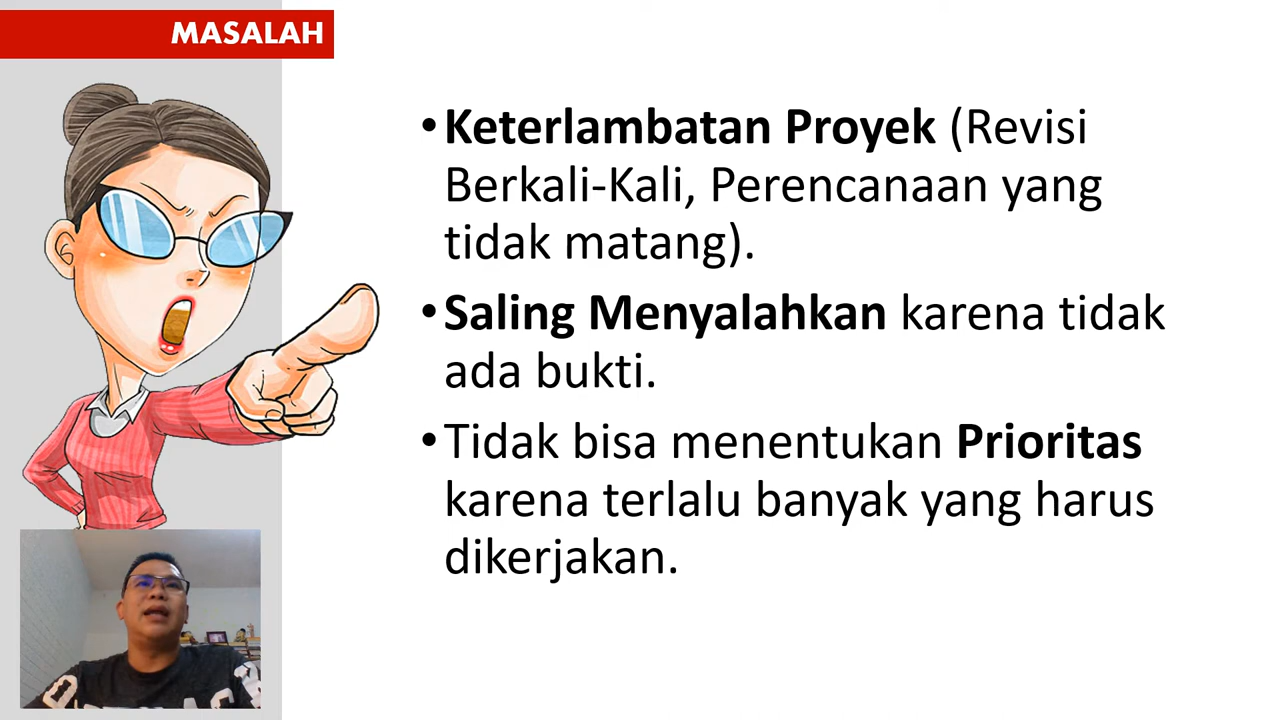 MASALAH
•Keterlambatan Proyek (Revisi
Berkali-Kali, Perencanaan yang
tidak matang).
•Saling Menyalahkan karena tidak
ada bukti.
•Tidak bisa menentukan Prioritas
karena terlalu banyak yang harus
dikerjakan.